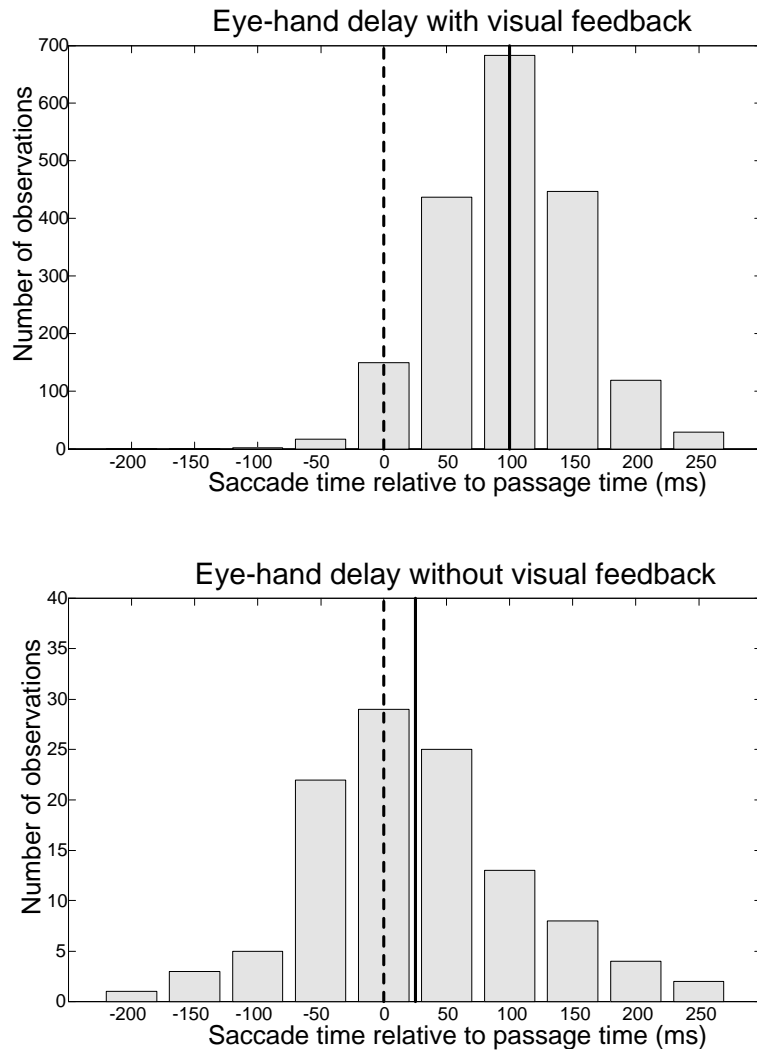 Eye-hand delay with visual feedback
Number of observations
700
600
500
400
300
200
100
0
-200 -150 -100 -50 0 50 100 150 200 250
Saccade time relative to passage time (ms)
Eye-hand delay without visual feedback
Number of observations
40
35
30
25
20
15
10
5
0
-200 -150 -100 -50 0 50 100 150 200 250
Saccade time relative to passage time (ms)